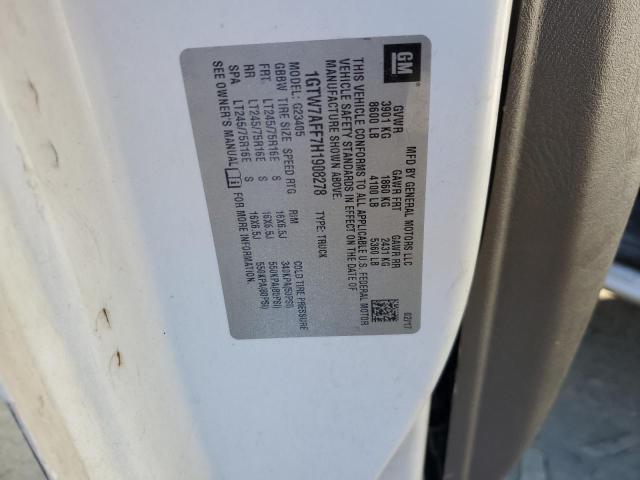 GM
MFD BY GENERAL MOTORS LLC
02/17
GVWR GAWR FRT GAWR RR
3901 KG 1860 KG 2431 KG
8600 LB 4100 LB 5360 LB
THIS VEHICLE CONFORMS TO ALL APPLICABLE U.S. FEDERAL MOTOR
VEHICLE SAFETY STANDARDS IN EFFECT ON THE DATE OF
MANUFACTURE SHOWN ABOVE.
1GTW7AFF7H1908278 TYPE: TRUCK
MODEL: G23405
GBBW TIRE SIZE SPEED RTG RIM COLD TIRE PRESSURE
FRT LT245/75R16E S 16X6.5J 340KPA(50PSI)
RR LT245/75R16E S 16X6.5J 550KPA(80PSI)
SPA LT245/75R16E S 16X6.5J 550KPA(80PSI)
SEE OWNER'S MANUAL FOR MORE INFORMATION.